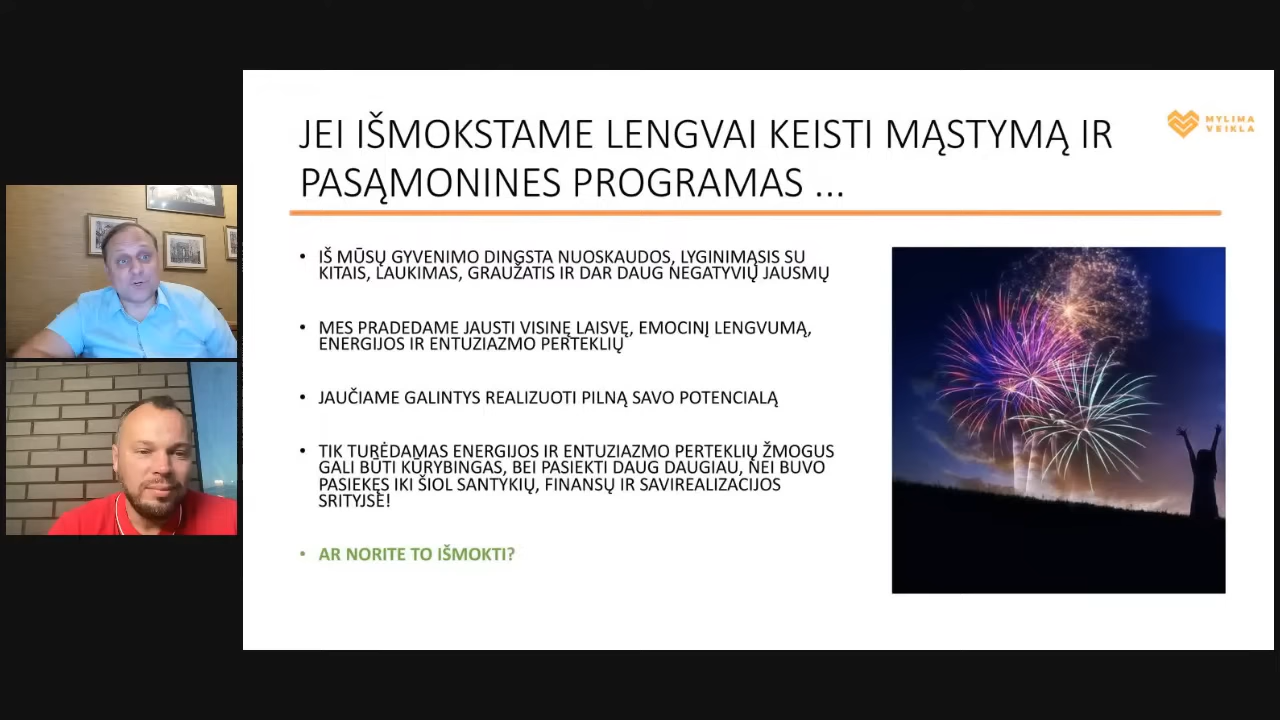 JEI IŠMOKSTAME LENGVAI KEISTI MĄSTYMĄ IR
PASĄMONINES PROGRAMAS ...
MYLIMA
VEIKLA
• IŠ MŪSŲ GYVENIMO DINGSTA NUOSKAUDOS, LYGINIMĄSIS SU
KITAIS, LAUKIMAS, GRAUŽATIS IR DAR DAUG NEGATYVIŲ JAUSMŲ
• MES PRADEDAME JAUSTI VISINĘ LAISVĘ, EMOCINĮ LENGVUMĄ,
ENERGIJOS IR ENTUZIAZMO PERTEKLIŲ
• JAUČIAME GALINTYS REALIZUOTI PILNĄ SAVO POTENCIALĄ
• TIK TURĖDAMAS ENERGIJOS IR ENTUZIAZMO PERTEKLIŲ ŽMOGUS
GALI BŪTI KŪRYBINGAS, BEI PASIEKTI DAUG DAUGIAU, NEI BUVO
PASIEKĘS IKI ŠIOL SANTYKIŲ, FINANSŲ IR SAVIREALIZACIJOS
SRITYJSE!
• AR NORITE TO IŠMOKTI?